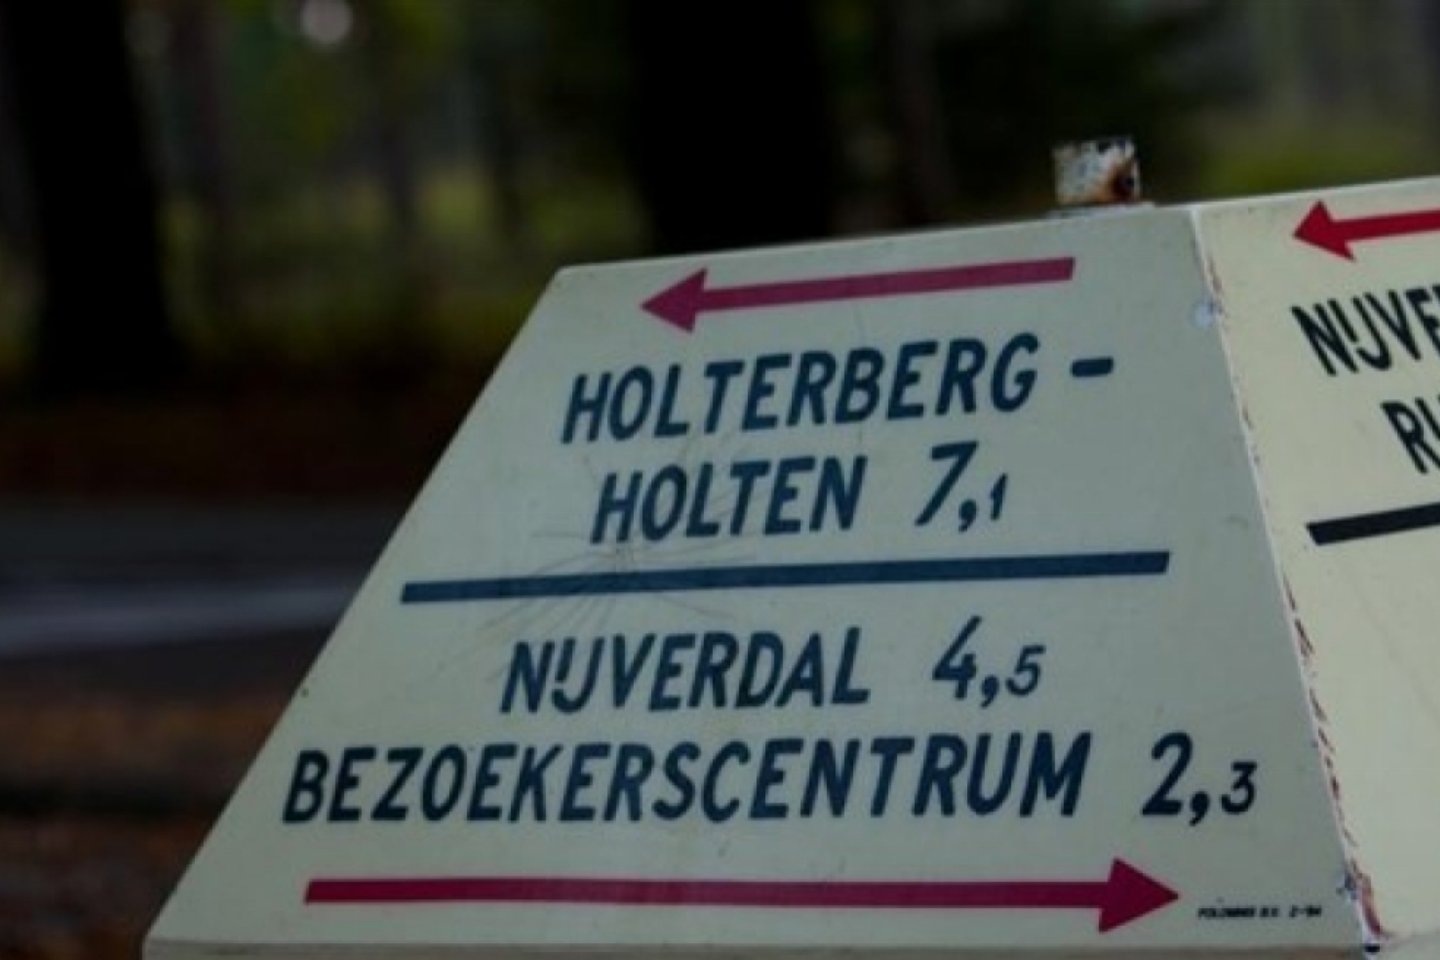 HOLTERBERG -
HOLTEN 7,1
NIJVERDAL 4,5
BEZOEKERSCENTRUM 2,3